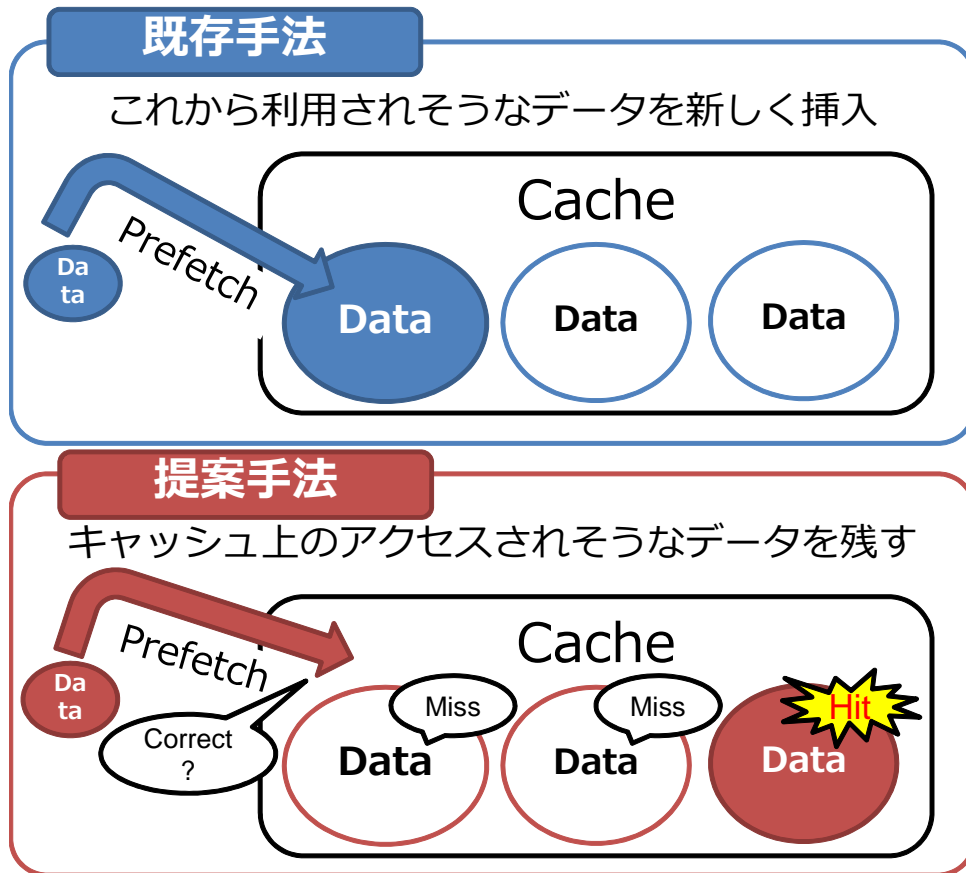 既存手法
これから利用されそうなデータを新しく挿入
Cache
Prefetch
Da
ta
Data
Data
Data
提案手法
キャッシュ上のアクセスされそうなデータを残す
Cache
Prefetch
Da
ta
Correct
?
Miss
Miss
Hit
Data
Data
Data